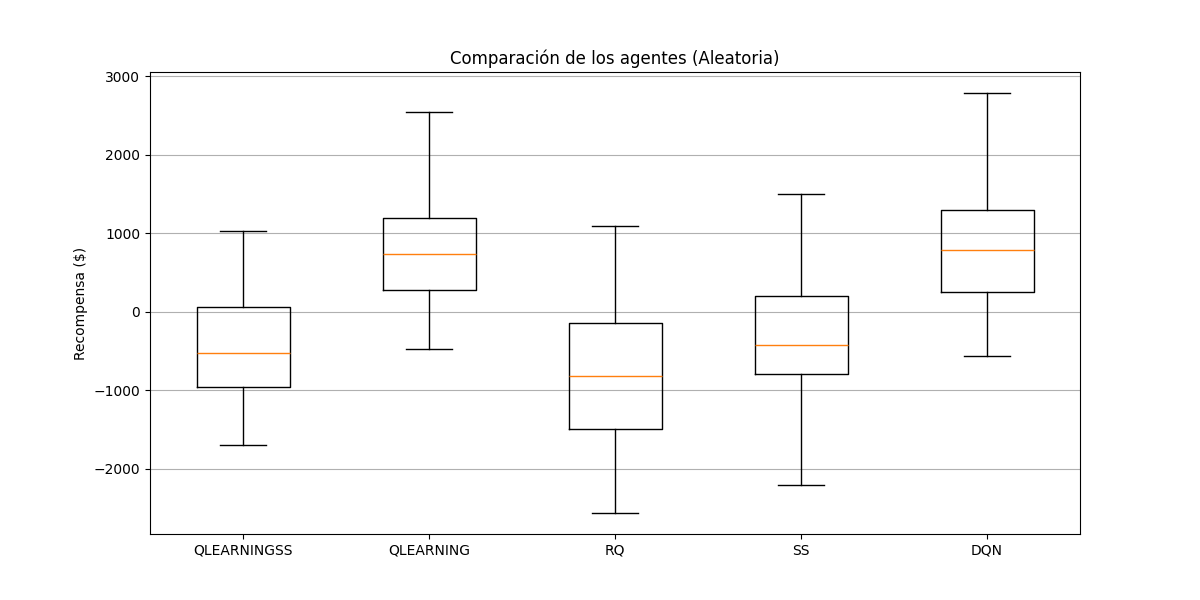 Comparación de los agentes (Aleatoria)
3000
2000
1000
0
−1000
−2000
Recompensa ($)
QLEARNINGSS QLEARNING RQ SS DQN